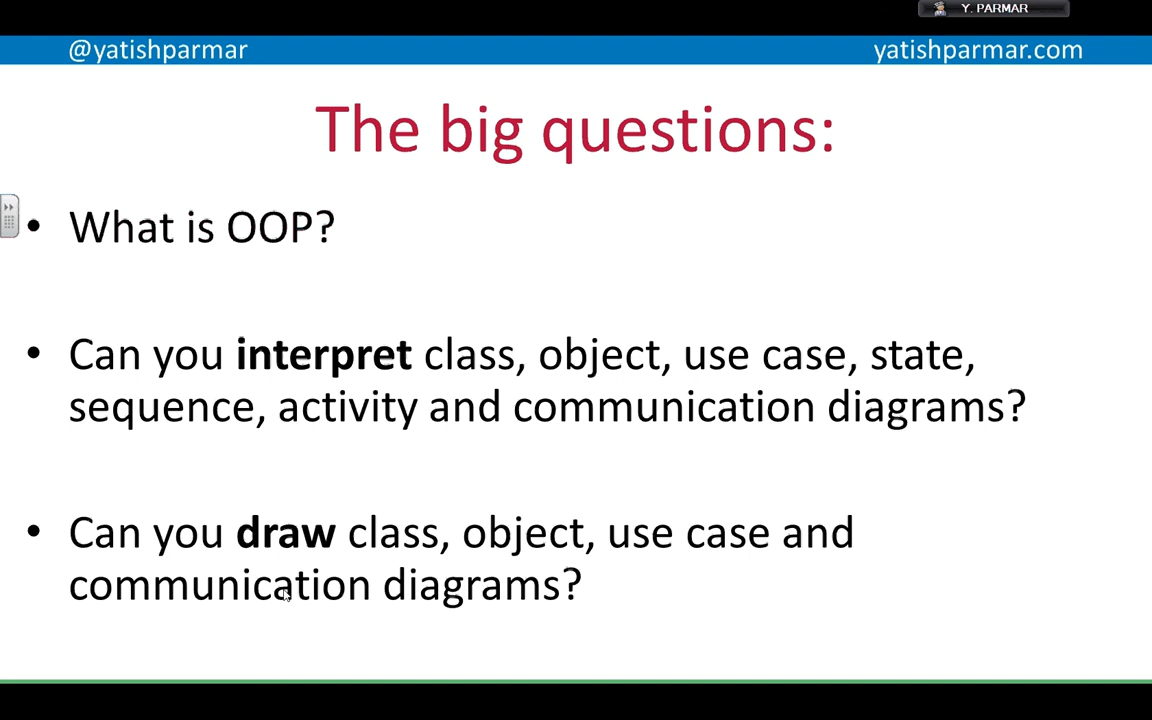 Y. PARMAR
@yatishparmar
yatishparmar.com
The big questions:
• What is OOP?
• Can you interpret class, object, use case, state,
sequence, activity and communication diagrams?
• Can you draw class, object, use case and
communication diagrams?